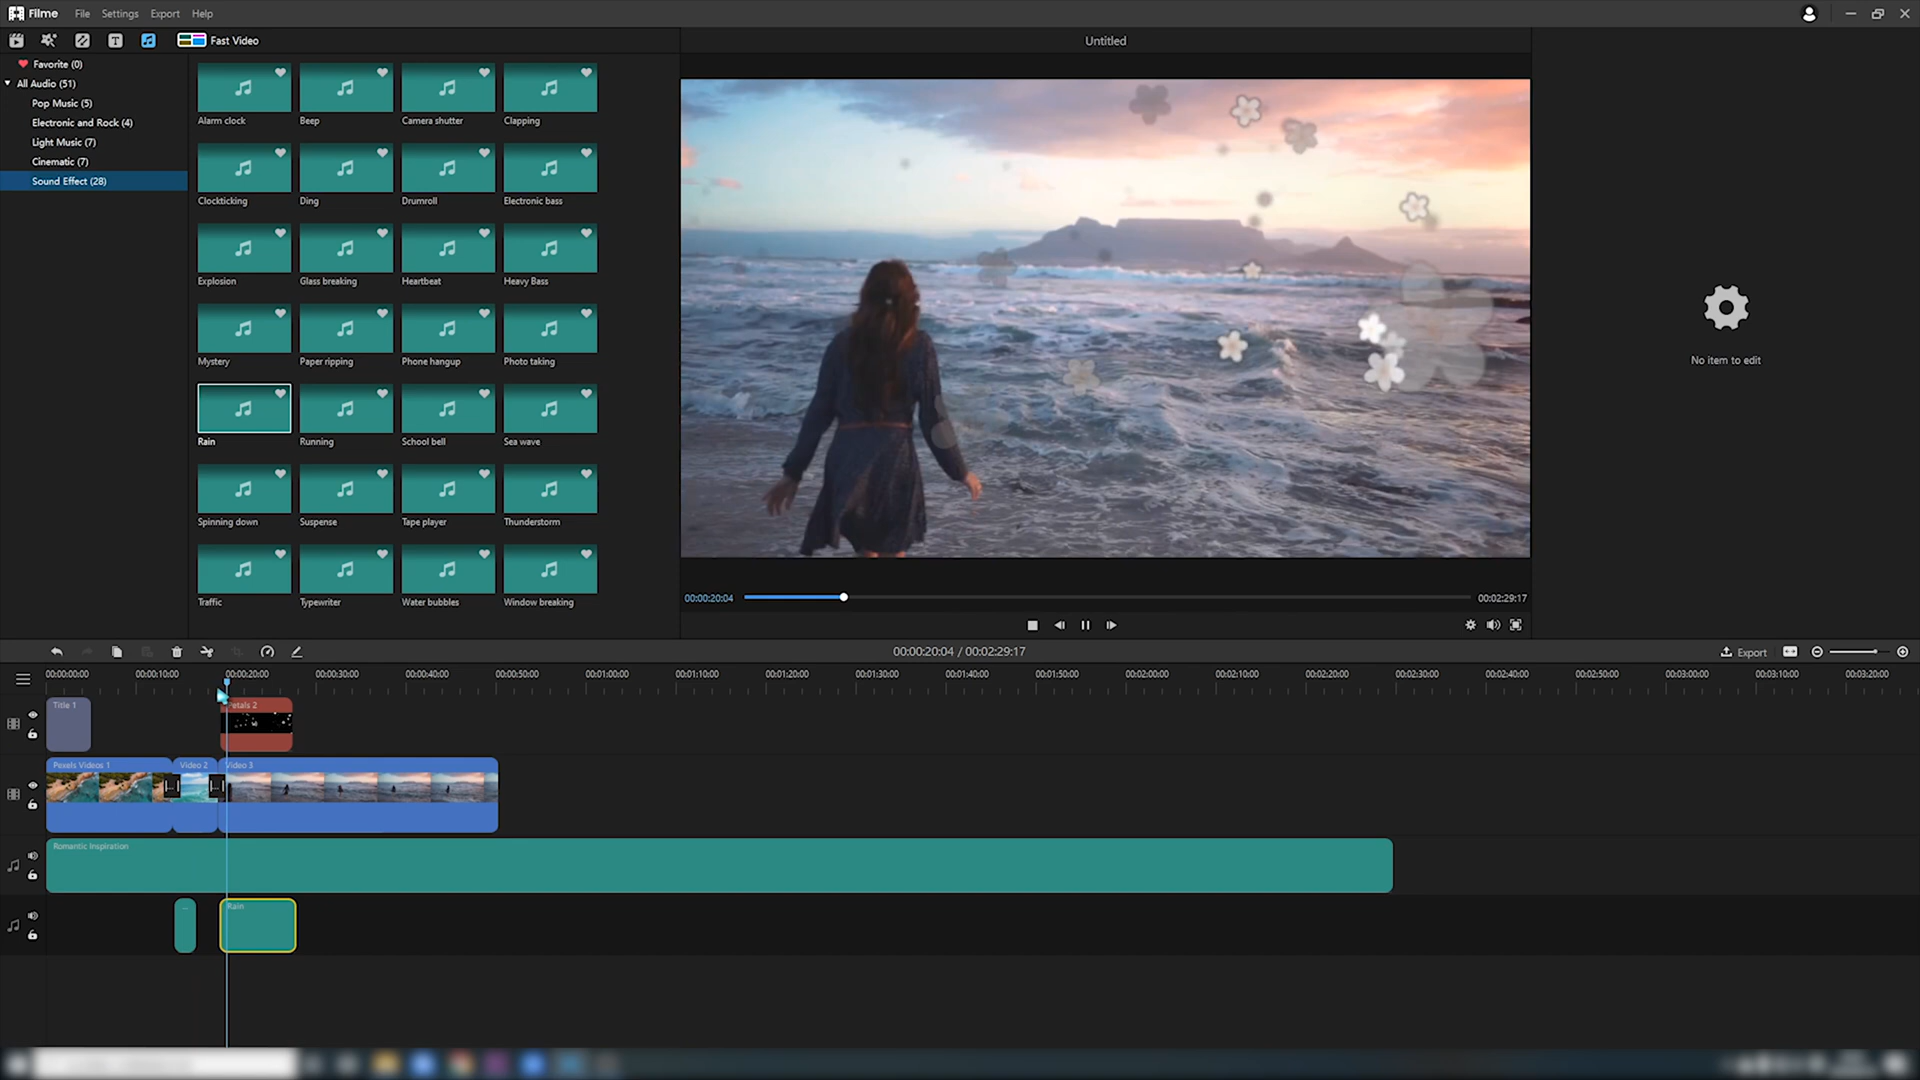 Filme File Settings Export Help
Fast Video
Untitled
Favorite (0)
All Audio (51)
Pop Music (5)
Electronic and Rock (4)
Light Music (7)
Cinematic (7)
Sound Effect (28)
Alarm clock Beep Camera shutter Clapping
Clockticking Ding Drumroll Electronic bass
Explosion Glass breaking Heartbeat Heavy Bass
Mystery Paper ripping Phone hangup Photo taking
Rain Running School bell Sea wave
Spinning down Suspense Tape player Thunderstorm
Traffic Typewriter Water bubbles Window breaking
No item to edit
00:00:20:04 00:02:29:17
00:00:20:04 / 00:02:29:17
Export
00:00:00:00 00:00:10:00 00:00:20:00 00:00:30:00 00:00:40:00 00:00:50:00 00:01:00:00 00:01:10:00 00:01:20:00 00:01:30:00 00:01:40:00 00:01:50:00 00:02:00:00 00:02:10:00 00:02:20:00 00:02:30:00 00:02:40:00 00:02:50:00 00:03:00:00 00:03:10:00 00:03:20:00
Title 1 Petals 2
Pexels Videos 1 Video 2 Video 3
Romantic Inspiration
... Rain